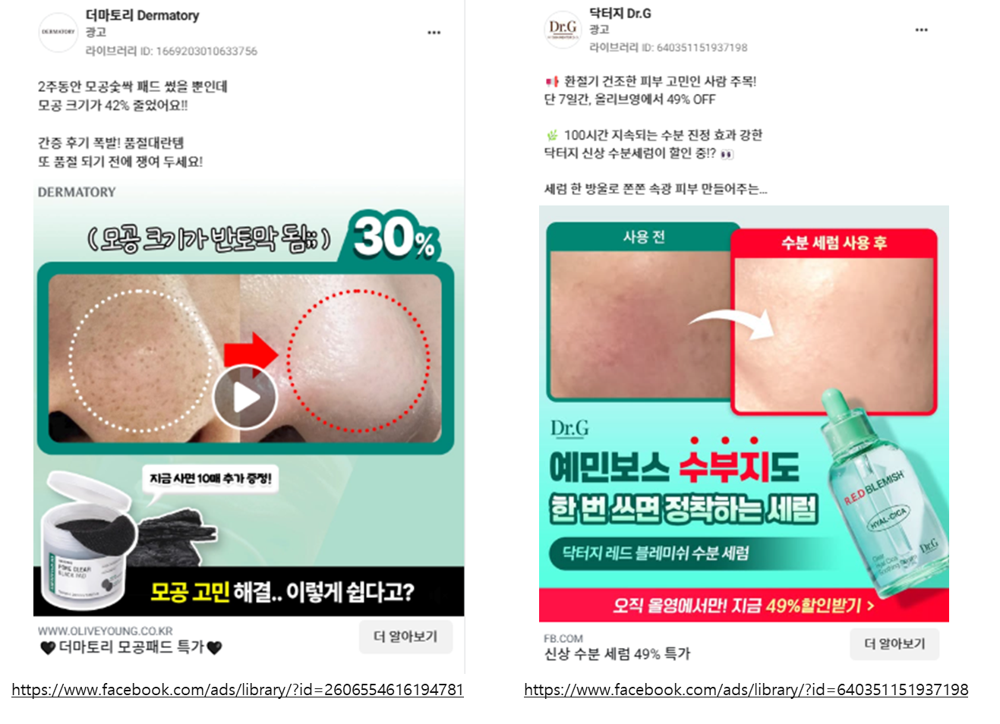 더마토리 Dermatory
광고
라이브러리 ID: 1669203010633756
DERMATORY
2주동안 모공숯싹 패드 썼을 뿐인데
모공 크기가 42% 줄었어요!!
간증 후기 폭발! 품절대란템
또 품절 되기 전에 쟁여 두세요!
DERMATORY
( 모공 크기가 반토막 됨;; )
30%
지금 사면 10매 추가 증정!
PORE CLEAR
BLACK PAD
모공 고민 해결.. 이렇게 쉽다고?
WWW.OLIVEYOUNG.CO.KR
🖤더마토리 모공패드 특가🖤
더 알아보기
https://www.facebook.com/ads/library/?id=2606554616194781
닥터지 Dr.G
광고
라이브러리 ID: 640351151937198
Dr.G
📢 환절기 건조한 피부 고민인 사람 주목!
단 7일간, 올리브영에서 49% OFF
🌿 100시간 지속되는 수분 진정 효과 강한
닥터지 신상 수분세럼이 할인 중!? 👀
세럼 한 방울로 쫀쫀 속광 피부 만들어주는...
사용 전
수분 세럼 사용 후
Dr.G
예민보스 수부지도
한 번 쓰면 정착하는 세럼
닥터지 레드 블레미쉬 수분 세럼
R.E.D BLEMISH
HYAL-CICA
Dr.G
오직 올영에서만! 지금 49%할인받기 >
FB.COM
신상 수분 세럼 49% 특가
더 알아보기
https://www.facebook.com/ads/library/?id=640351151937198